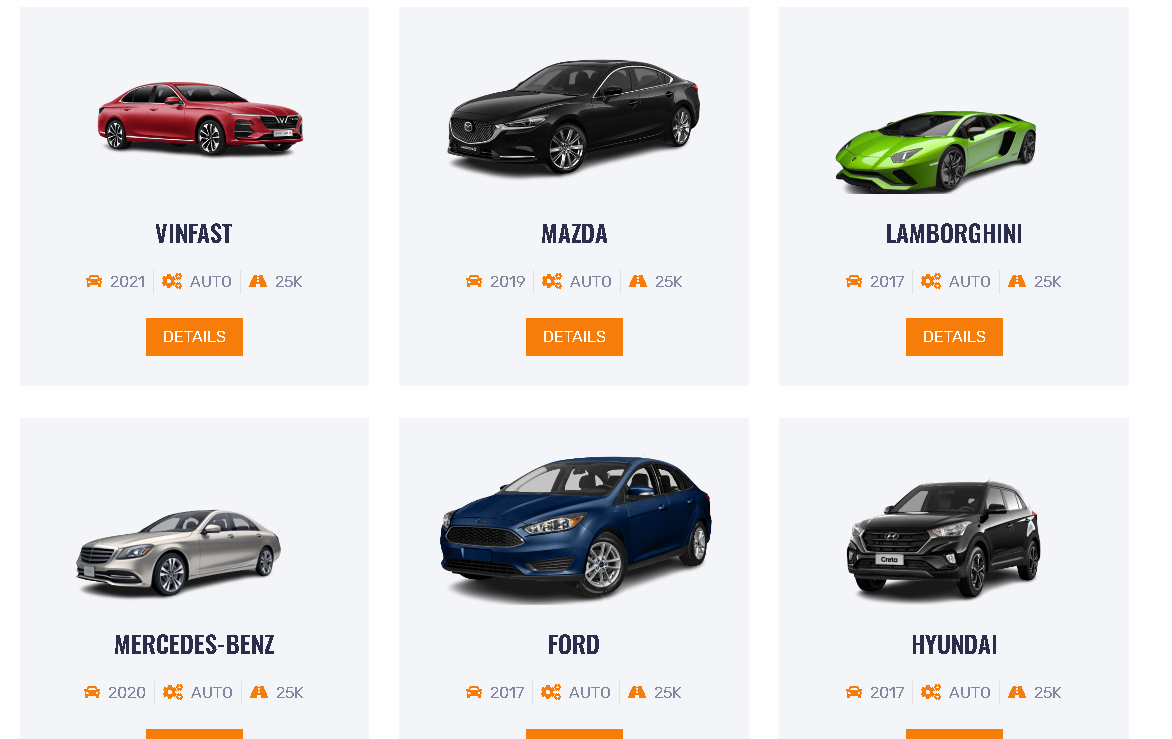 VINFAST
2021 AUTO 25K
DETAILS
MAZDA
2019 AUTO 25K
DETAILS
LAMBORGHINI
2017 AUTO 25K
DETAILS
MERCEDES-BENZ
2020 AUTO 25K
FORD
2017 AUTO 25K
Creta
HYUNDAI
2017 AUTO 25K